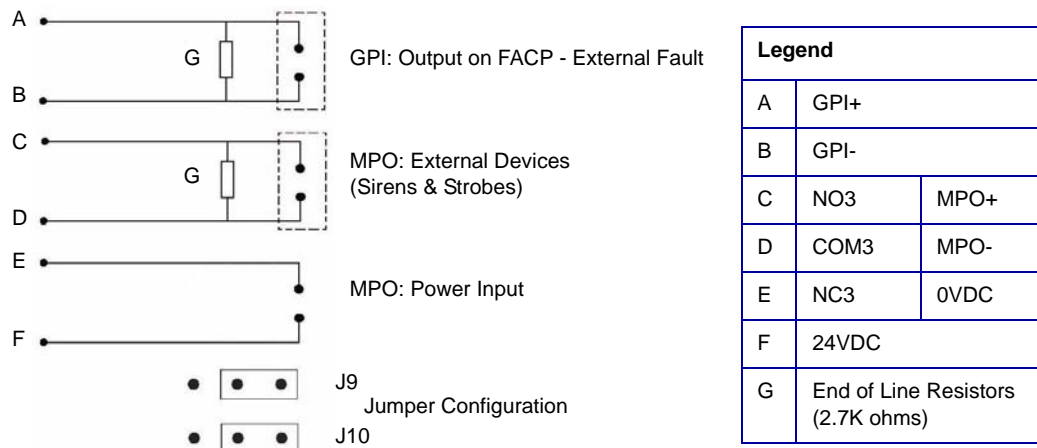 A
G
GPI: Output on FACP - External Fault
B
C
G
MPO: External Devices
(Sirens & Strobes)
D
E
MPO: Power Input
F
J9
Jumper Configuration
J10
Legend
A GPI+
B GPI-
C NO3 MPO+
D COM3 MPO-
E NC3 0VDC
F 24VDC
G End of Line Resistors
(2.7K ohms)